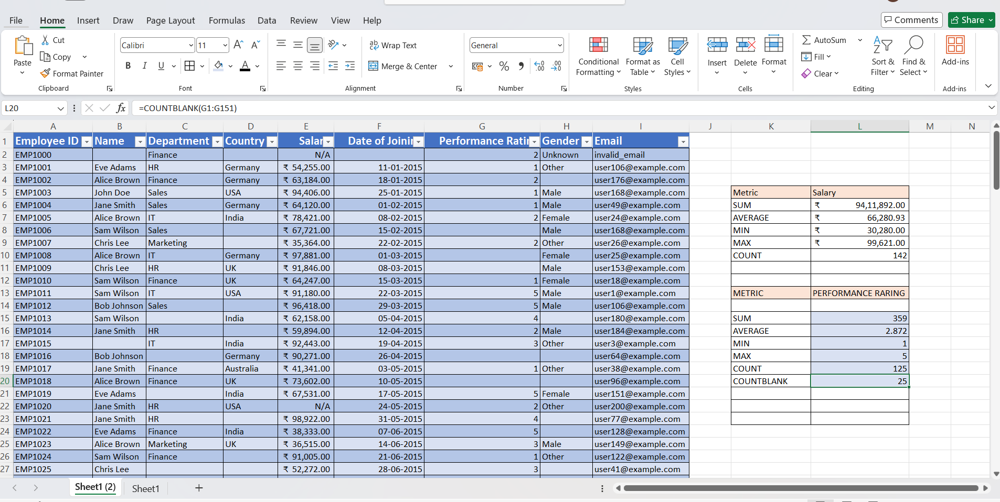 File Home Insert Draw Page Layout Formulas Data Review View Help Comments Share
Paste Cut Copy Format Painter Clipboard
Calibri 11 B I U Font
Wrap Text Merge & Center Alignment
General % Number
Conditional Formatting Format as Table Cell Styles Styles
Insert Delete Format Cells
AutoSum Fill Clear Sort & Filter Find & Select Editing
Add-ins Add-ins
L20 fx =COUNTBLANK(G1:G151)
A B C D E F G H I J K L M N
1 Employee ID Name Department Country Salar Date of Joinir Performance Ratir Gender Email
2 EMP1000 Finance N/A 2 Unknown invalid_email
3 EMP1001 Eve Adams HR Germany ₹ 54,255.00 11-01-2015 1 Other user106@example.com
4 EMP1002 Alice Brown Finance Germany ₹ 63,184.00 18-01-2015 2 user176@example.com
5 EMP1003 John Doe Sales USA ₹ 94,406.00 25-01-2015 1 Male user168@example.com Metric Salary
6 EMP1004 Jane Smith Sales Germany ₹ 64,120.00 01-02-2015 1 Male user49@example.com SUM ₹ 94,11,892.00
7 EMP1005 Alice Brown IT India ₹ 78,421.00 08-02-2015 2 Female user24@example.com AVERAGE ₹ 66,280.93
8 EMP1006 Sam Wilson Sales ₹ 67,721.00 15-02-2015 Male user168@example.com MIN ₹ 30,280.00
9 EMP1007 Chris Lee Marketing ₹ 35,364.00 22-02-2015 2 Other user26@example.com MAX ₹ 99,621.00
10 EMP1008 Alice Brown IT Germany ₹ 97,881.00 01-03-2015 Female user25@example.com COUNT 142
11 EMP1009 Chris Lee HR UK ₹ 91,846.00 08-03-2015 Male user153@example.com
12 EMP1010 Sam Wilson Finance UK ₹ 64,247.00 15-03-2015 1 Female user18@example.com
13 EMP1011 Sam Wilson IT USA ₹ 91,180.00 22-03-2015 5 Male user1@example.com METRIC PERFORMANCE RARING
14 EMP1012 Bob Johnson Sales ₹ 96,418.00 29-03-2015 5 Male user106@example.com
15 EMP1013 Sam Wilson India ₹ 62,158.00 05-04-2015 4 user180@example.com SUM 359
16 EMP1014 Jane Smith HR ₹ 59,894.00 12-04-2015 2 Male user184@example.com AVERAGE 2.872
17 EMP1015 IT India ₹ 92,443.00 19-04-2015 3 Other user3@example.com MIN 1
18 EMP1016 Bob Johnson Germany ₹ 90,271.00 26-04-2015 user64@example.com MAX 5
19 EMP1017 Jane Smith Finance Australia ₹ 41,341.00 03-05-2015 1 Other user38@example.com COUNT 125
20 EMP1018 Alice Brown Finance UK ₹ 73,602.00 10-05-2015 user96@example.com COUNTBLANK 25
21 EMP1019 Eve Adams India ₹ 67,531.00 17-05-2015 5 Female user151@example.com
22 EMP1020 Jane Smith HR USA N/A 24-05-2015 2 Other user200@example.com
23 EMP1021 Jane Smith HR ₹ 98,922.00 31-05-2015 4 user77@example.com
24 EMP1022 Eve Adams Finance India ₹ 38,333.00 07-06-2015 5 user128@example.com
25 EMP1023 Alice Brown Marketing UK ₹ 36,515.00 14-06-2015 3 Male user149@example.com
26 EMP1024 Sam Wilson Finance ₹ 91,005.00 21-06-2015 1 Other user122@example.com
27 EMP1025 Chris Lee ₹ 52,272.00 28-06-2015 3 user41@example.com
Sheet1 (2) Sheet1